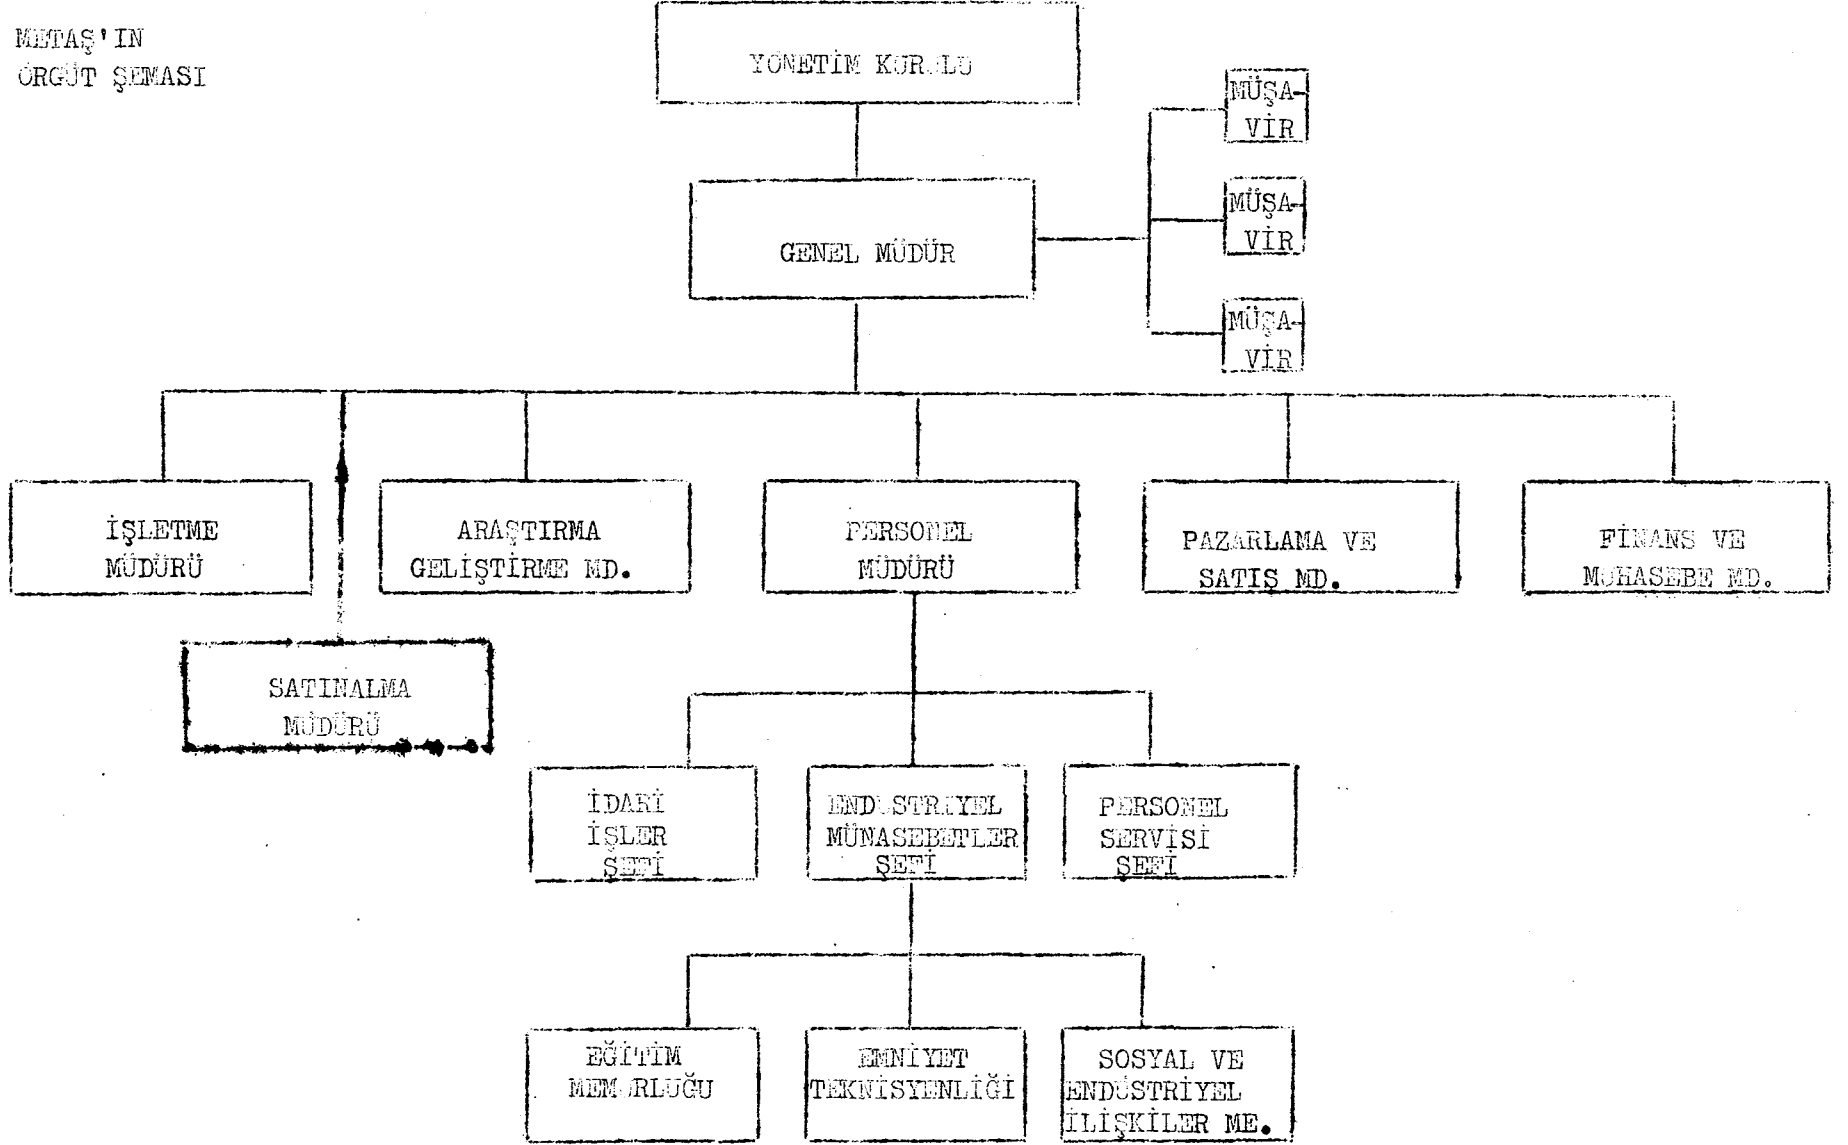 METAŞ'IN
ÖRGÜT ŞEMASI
YÖNETİM KURULU
MÜŞA-
VİR
MÜŞA-
VİR
GENEL MÜDÜR
MÜŞA-
VİR
İŞLETME
MÜDÜRÜ
ARAŞTIRMA
GELİŞTİRME MD.
PERSONEL
MÜDÜRÜ
PAZARLAMA VE
SATIŞ MD.
FİNANS VE
MUHASEBE MD.
SATINALMA
MÜDÜRÜ
İDARİ
İŞLER
ŞEFİ
ENDÜSTRİYEL
MÜNASEBETLER
ŞEFİ
PERSONEL
SERVİSİ
ŞEFİ
EĞİTİM
MEMURLUĞU
EMNİYET
TEKNİSYENLİĞİ
SOSYAL VE
ENDÜSTRİYEL
İLİŞKİLER ME.